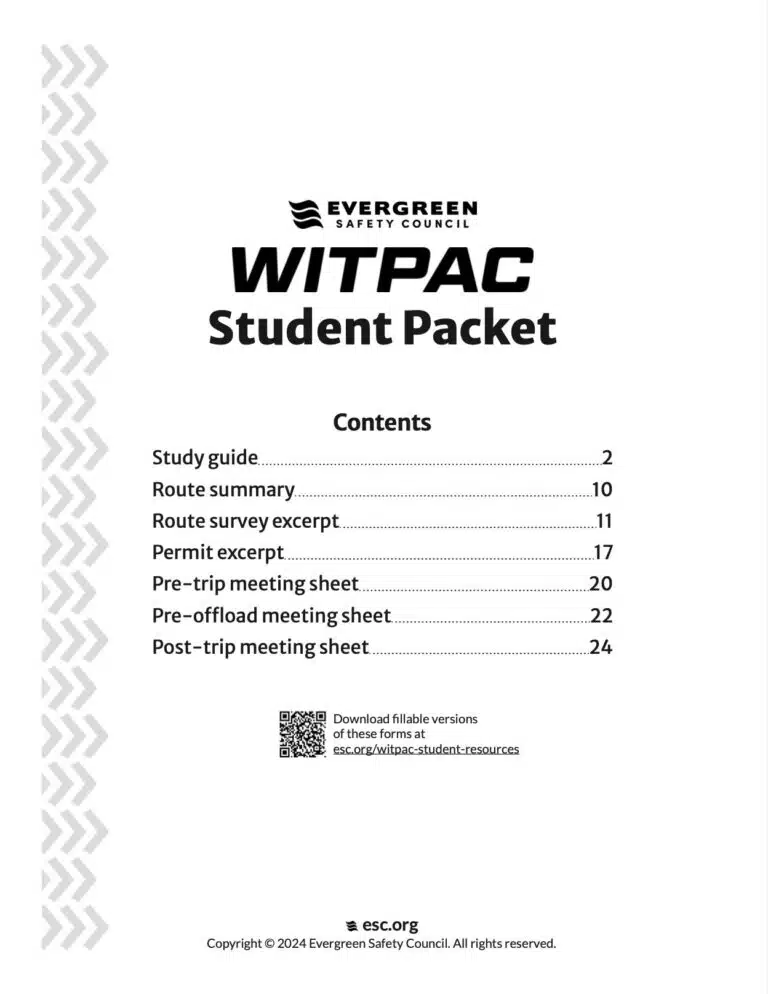 EVERGREEN
SAFETY COUNCIL
WITPAC
Student Packet
Contents
Study guide 2
Route summary 10
Route survey excerpt 11
Permit excerpt 17
Pre-trip meeting sheet 20
Pre-offload meeting sheet 22
Post-trip meeting sheet 24
Download fillable versions
of these forms at
esc.org/witpac-student-resources
esc.org
Copyright © 2024 Evergreen Safety Council. All rights reserved.